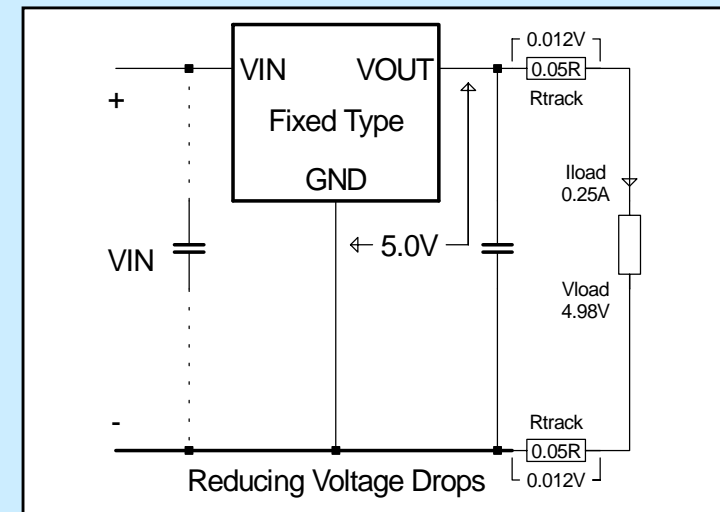 0.012V
VIN VOUT
0.05R
Rtrack
+
Fixed Type
GND
Iload
0.25A
5.0V
VIN
Vload
4.98V
-
Rtrack
0.05R
Reducing Voltage Drops
0.012V